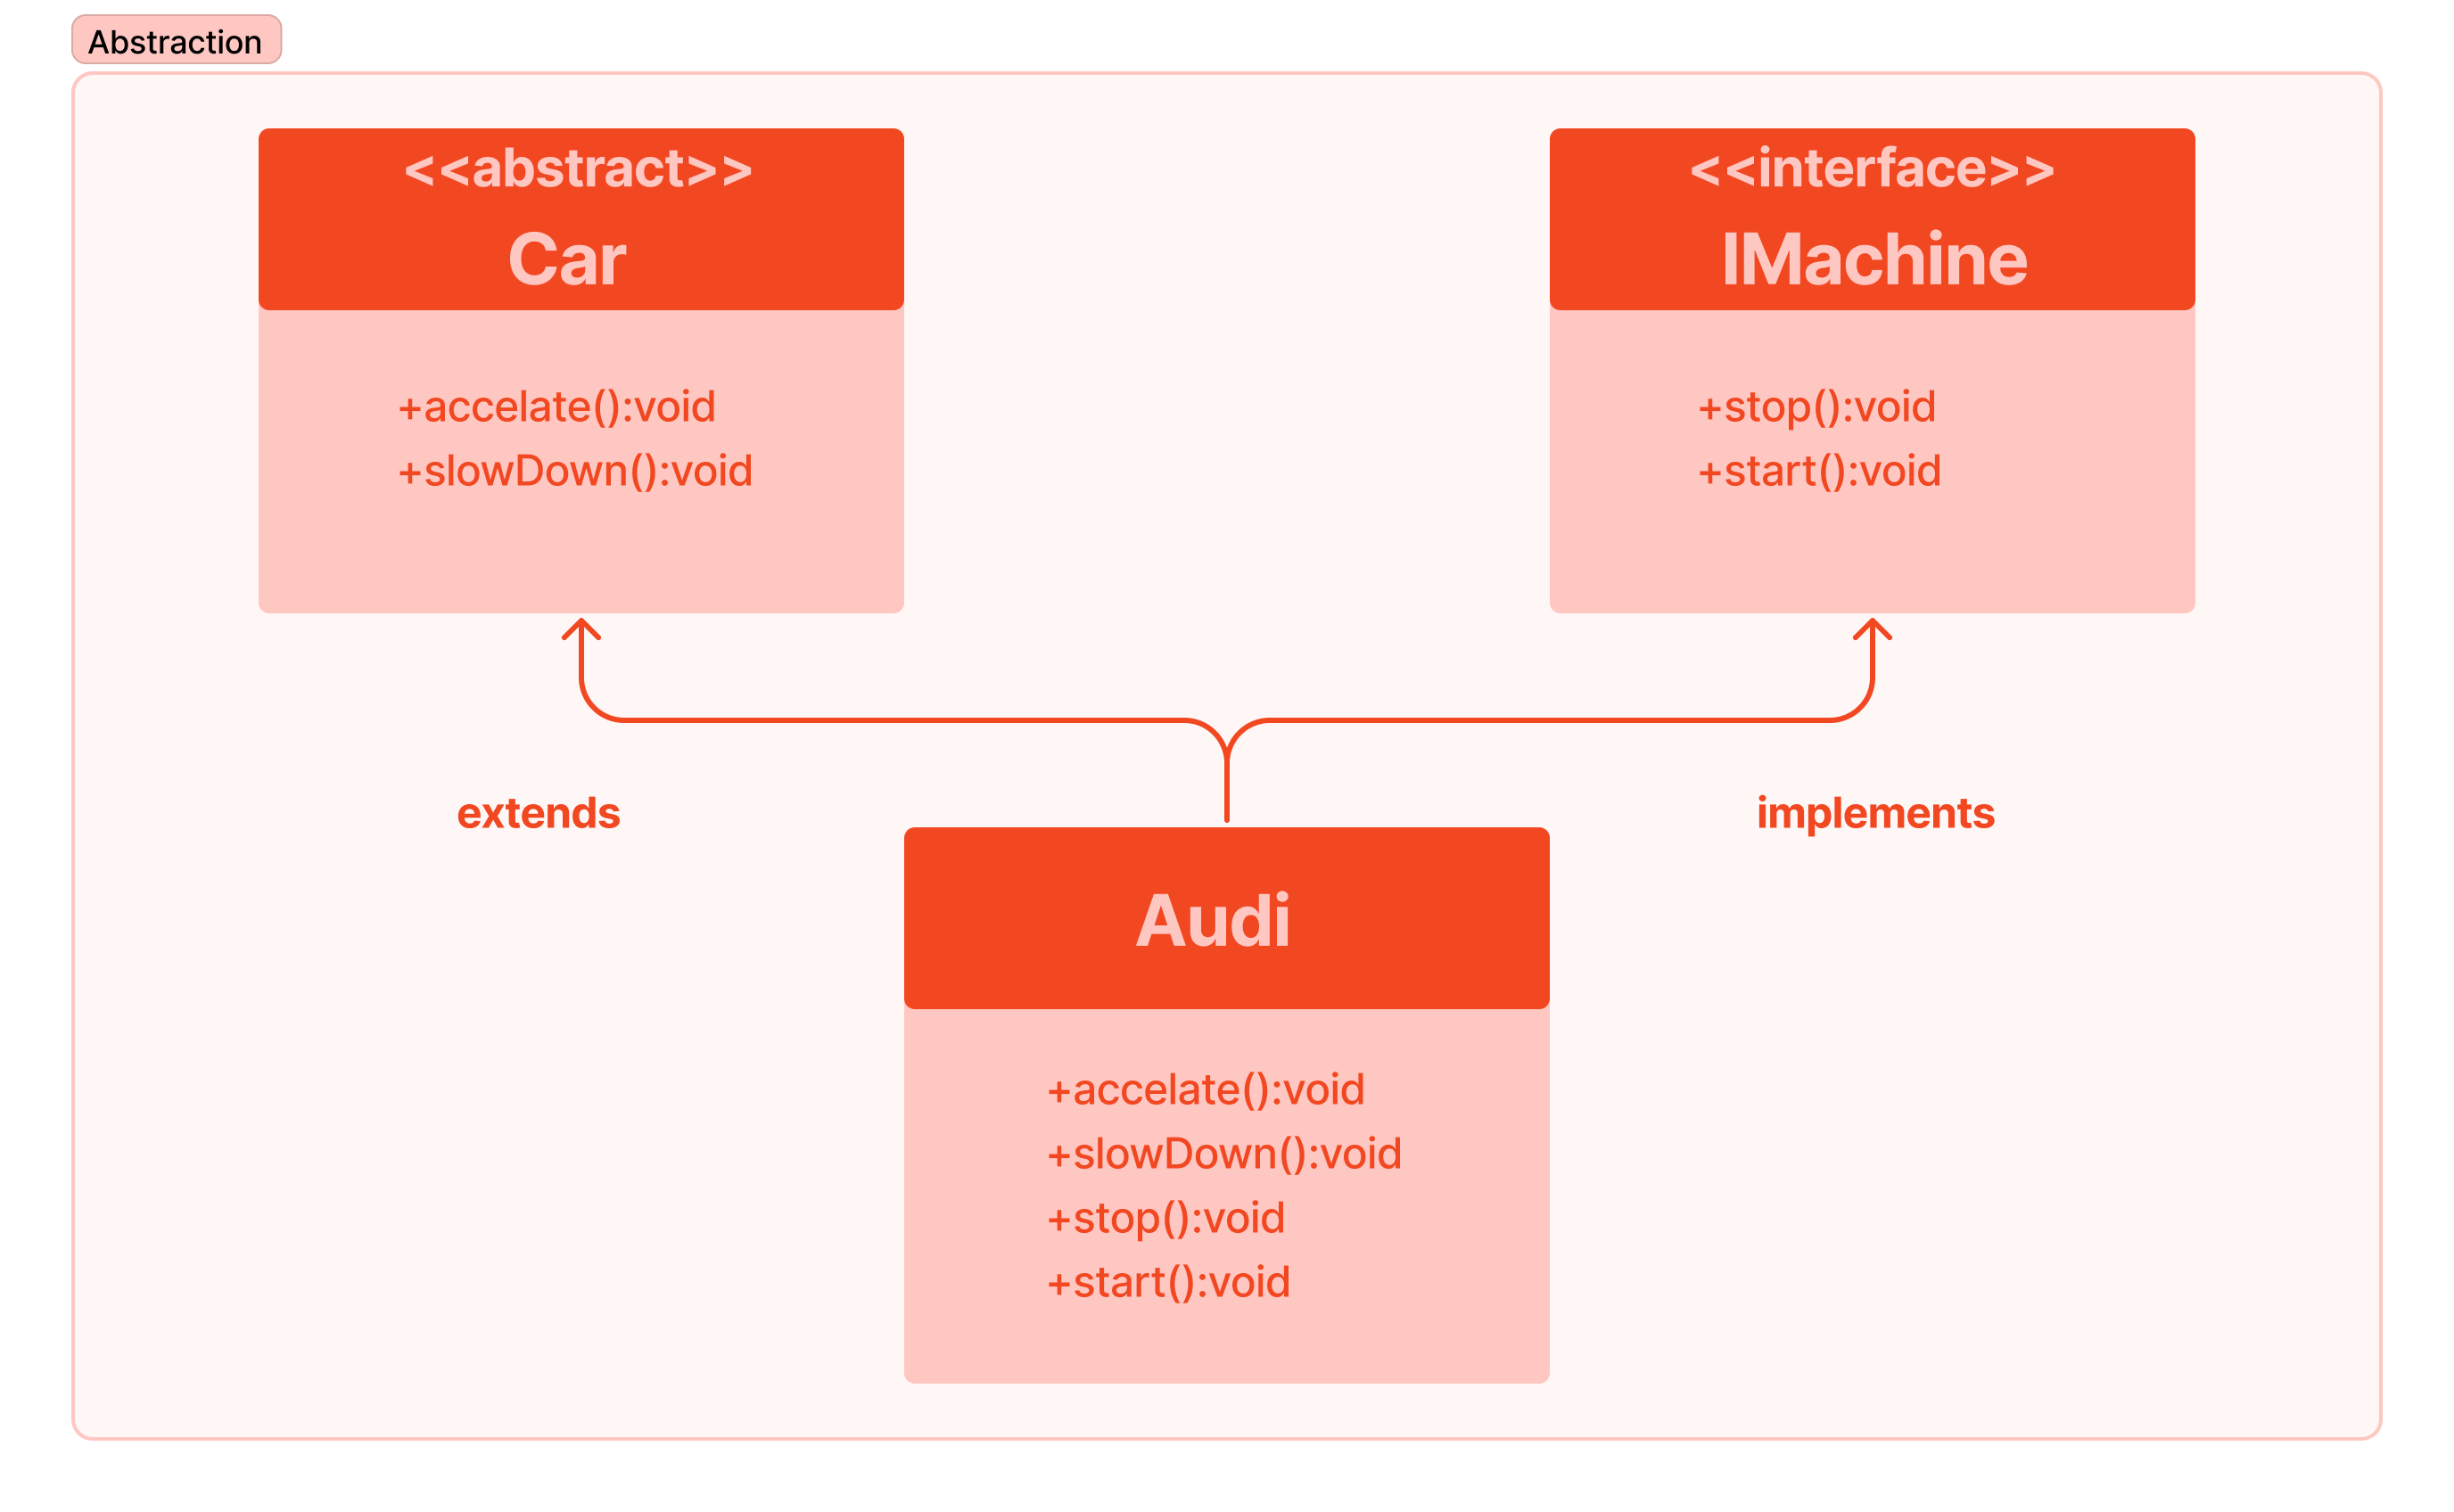 Abstraction
<<abstract>>
Car
+accelate():void
+slowDown():void
<<interface>>
IMachine
+stop():void
+start():void
extends
implements
Audi
+accelate():void
+slowDown():void
+stop():void
+start():void